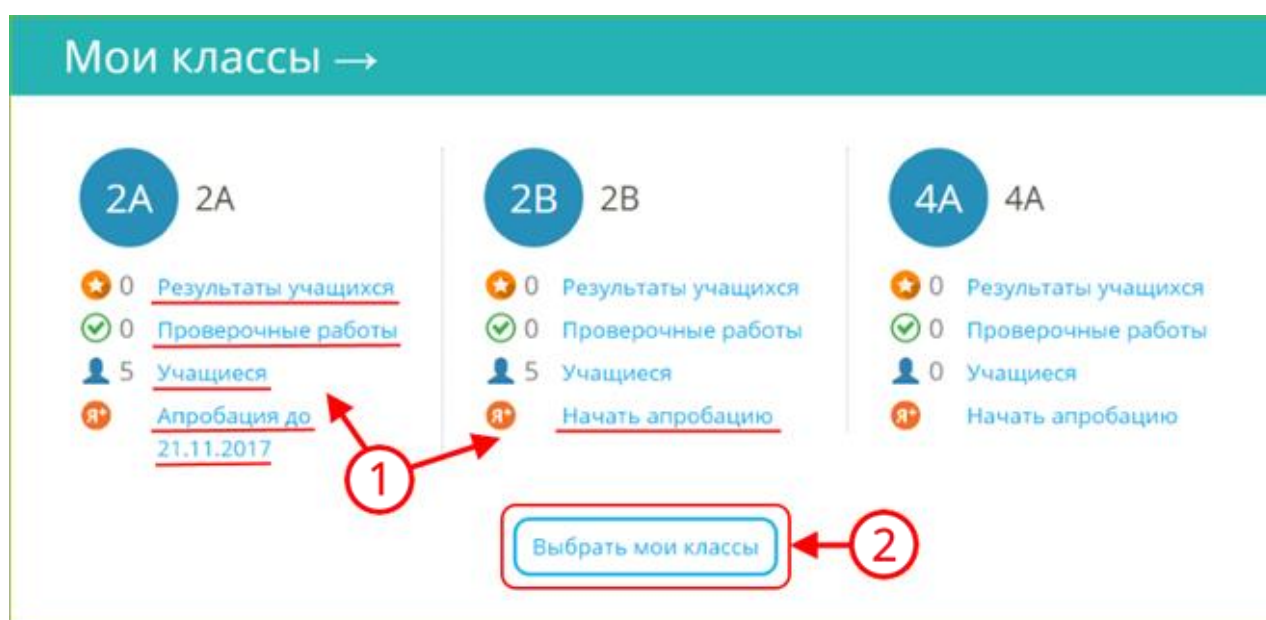 Мои классы →
2А 2А
0 Результаты учащихся
0 Проверочные работы
5 Учащиеся
Я+ Апробация до
21.11.2017
2В 2В
0 Результаты учащихся
0 Проверочные работы
5 Учащиеся
Я+ Начать апробацию
4А 4А
0 Результаты учащихся
0 Проверочные работы
0 Учащиеся
Я+ Начать апробацию
1
Выбрать мои классы
2